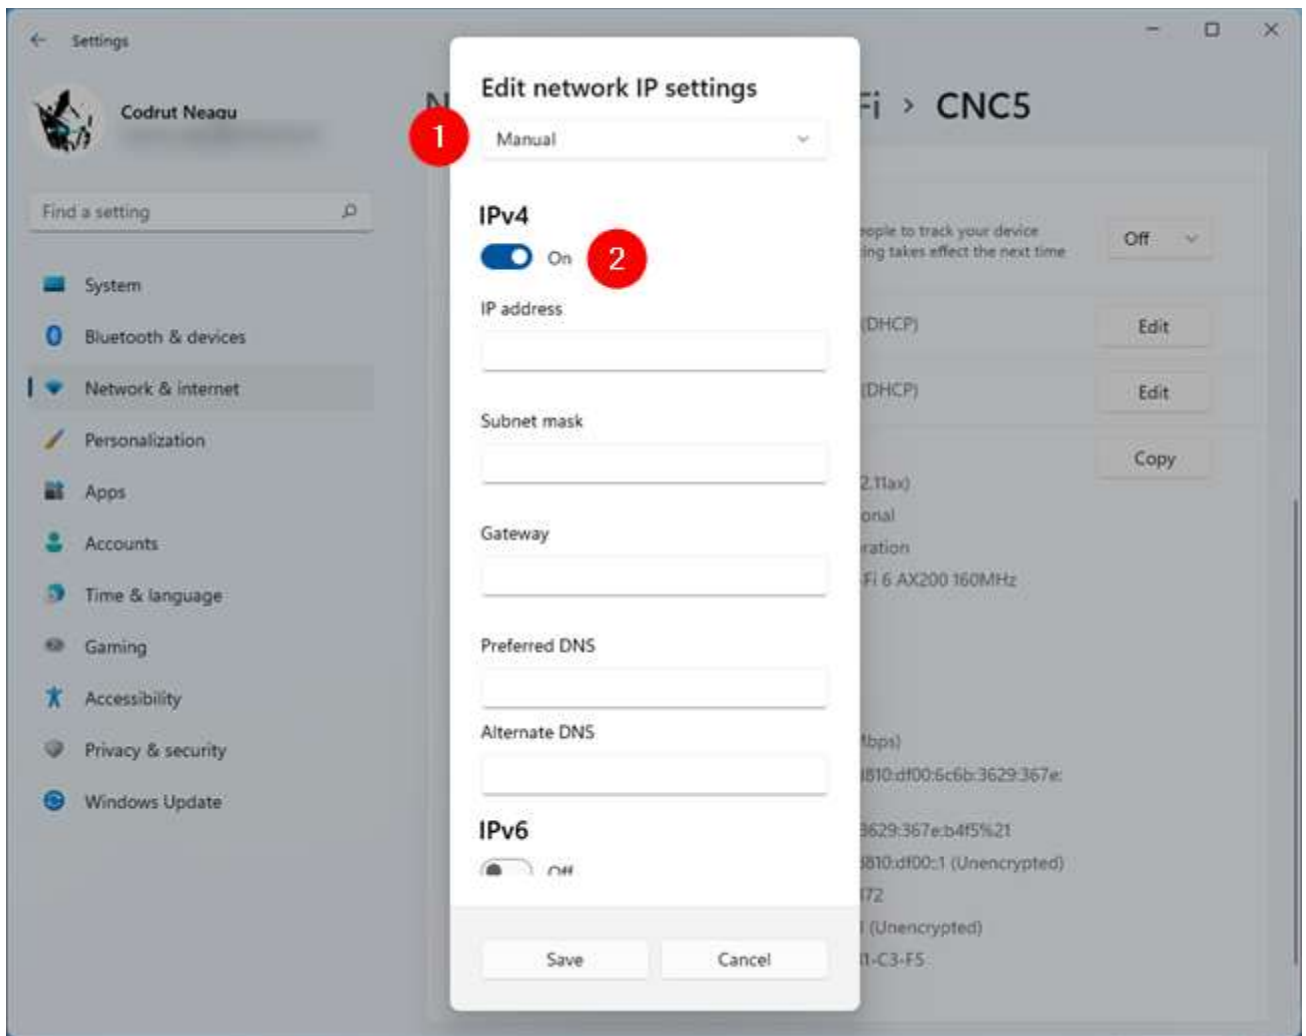 Settings
Codrut Neagu
Find a setting
System
Bluetooth & devices
Network & internet
Personalization
Apps
Accounts
Time & language
Gaming
Accessibility
Privacy & security
Windows Update
N
Fi › CNC5
Edit network IP settings
1
Manual
IPv4
On
2
IP address
Subnet mask
Gateway
Preferred DNS
Alternate DNS
IPv6
Off
Save
Cancel
eople to track your device
ing takes effect the next time
Off
(DHCP)
Edit
(DHCP)
Edit
Copy
2.11ax)
onal
ration
-Fi 6 AX200 160MHz
Mbps)
3810:df00:6c6b:3629:367e:
3629:367e:b4f5%21
3810:df00::1 (Unencrypted)
172
(Unencrypted)
1-C3-F5